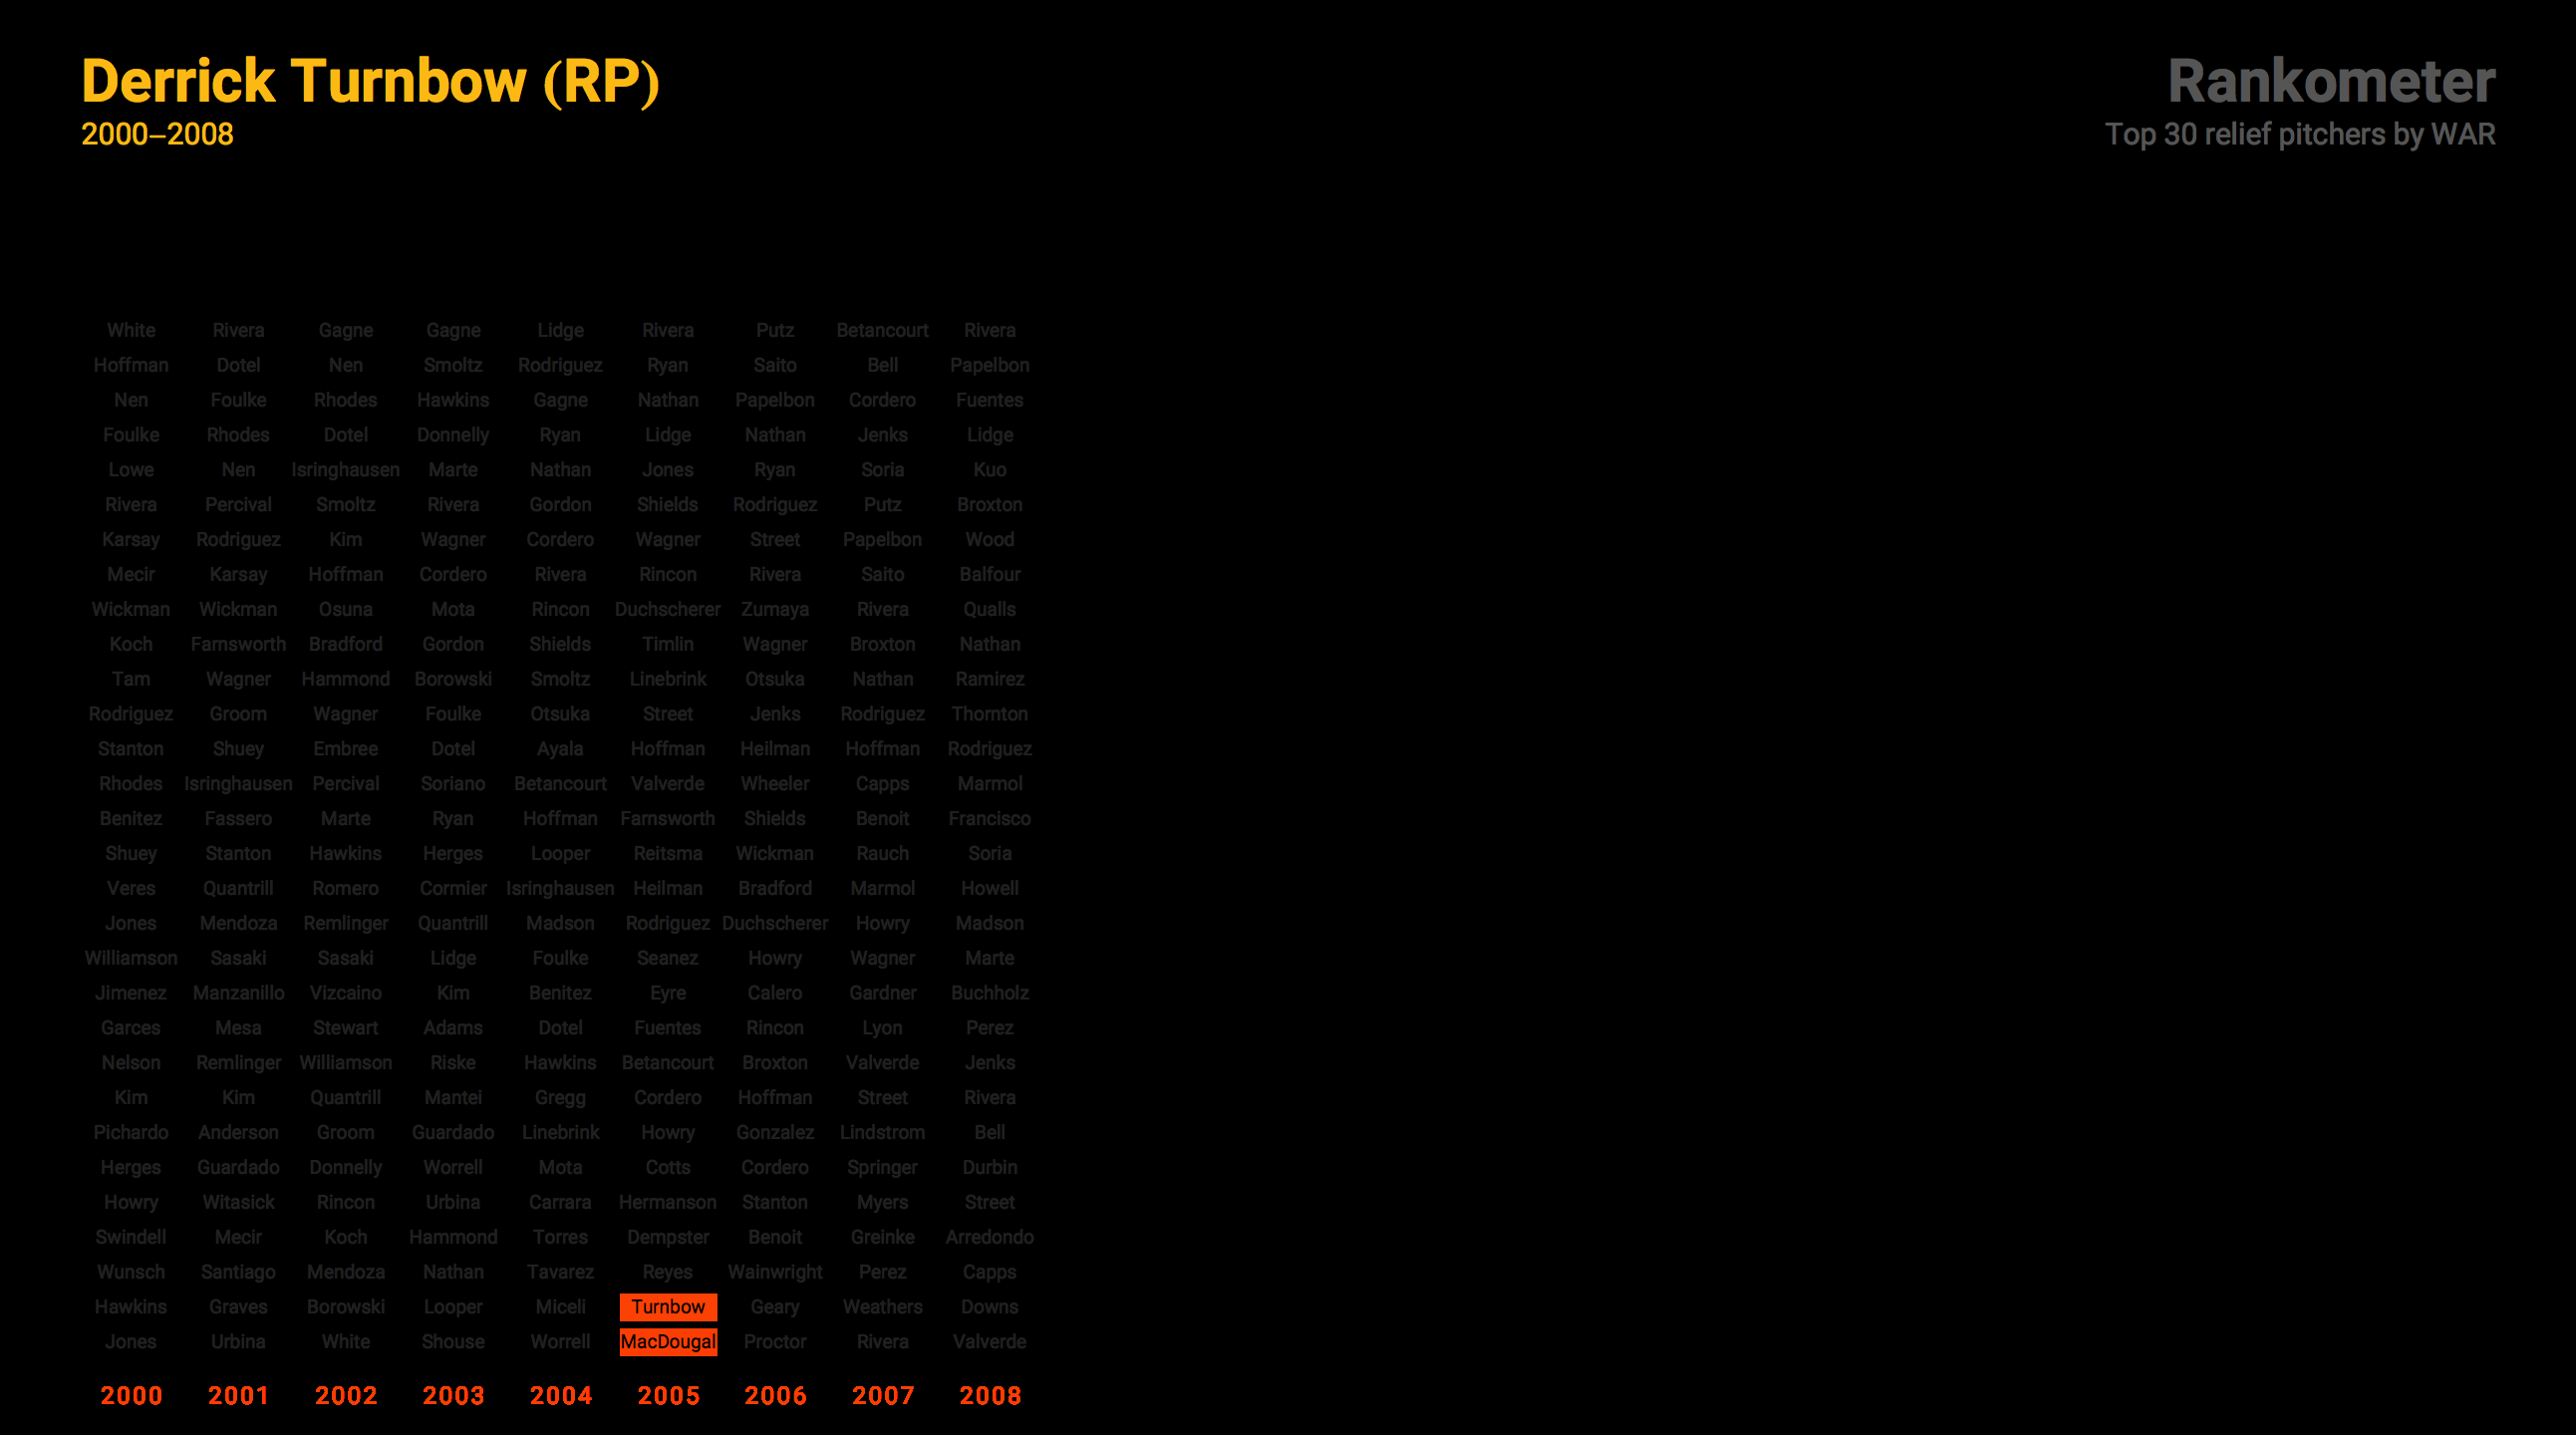 Derrick Turnbow (RP)
2000–2008
Rankometer
Top 30 relief pitchers by WAR
White Rivera Gagne Gagne Lidge Rivera Putz Betancourt Rivera
Hoffman Dotel Nen Smoltz Rodriguez Ryan Saito Bell Papelbon
Nen Foulke Rhodes Hawkins Gagne Nathan Papelbon Cordero Fuentes
Foulke Rhodes Dotel Donnelly Ryan Lidge Nathan Jenks Lidge
Lowe Nen Isringhausen Marte Nathan Jones Ryan Soria Kuo
Rivera Percival Smoltz Rivera Gordon Shields Rodriguez Putz Broxton
Karsay Rodriguez Kim Wagner Cordero Wagner Street Papelbon Wood
Mecir Karsay Hoffman Cordero Rivera Rincon Rivera Saito Balfour
Wickman Wickman Osuna Mota Rincon Duchscherer Zumaya Rivera Qualls
Koch Farnsworth Bradford Gordon Shields Timlin Wagner Broxton Nathan
Tam Wagner Hammond Borowski Smoltz Linebrink Otsuka Nathan Ramirez
Rodriguez Groom Wagner Foulke Otsuka Street Jenks Rodriguez Thornton
Stanton Shuey Embree Dotel Ayala Hoffman Heilman Hoffman Rodriguez
Rhodes Isringhausen Percival Soriano Betancourt Valverde Wheeler Capps Marmol
Benitez Fassero Marte Ryan Hoffman Farnsworth Shields Benoit Francisco
Shuey Stanton Hawkins Herges Looper Reitsma Wickman Rauch Soria
Veres Quantrill Romero Cormier Isringhausen Heilman Bradford Marmol Howell
Jones Mendoza Remlinger Quantrill Madson Rodriguez Duchscherer Howry Madson
Williamson Sasaki Sasaki Lidge Foulke Seanez Howry Wagner Marte
Jimenez Manzanillo Vizcaino Kim Benitez Eyre Calero Gardner Buchholz
Garces Mesa Stewart Adams Dotel Fuentes Rincon Lyon Perez
Nelson Remlinger Williamson Riske Hawkins Betancourt Broxton Valverde Jenks
Kim Kim Quantrill Mantei Gregg Cordero Hoffman Street Rivera
Pichardo Anderson Groom Guardado Linebrink Howry Gonzalez Lindstrom Bell
Herges Guardado Donnelly Worrell Mota Cotts Cordero Springer Durbin
Howry Witasick Rincon Urbina Carrara Hermanson Stanton Myers Street
Swindell Mecir Koch Hammond Torres Dempster Benoit Greinke Arredondo
Wunsch Santiago Mendoza Nathan Tavarez Reyes Wainwright Perez Capps
Hawkins Graves Borowski Looper Miceli Turnbow Geary Weathers Downs
Jones Urbina White Shouse Worrell MacDougal Proctor Rivera Valverde
2000 2001 2002 2003 2004 2005 2006 2007 2008